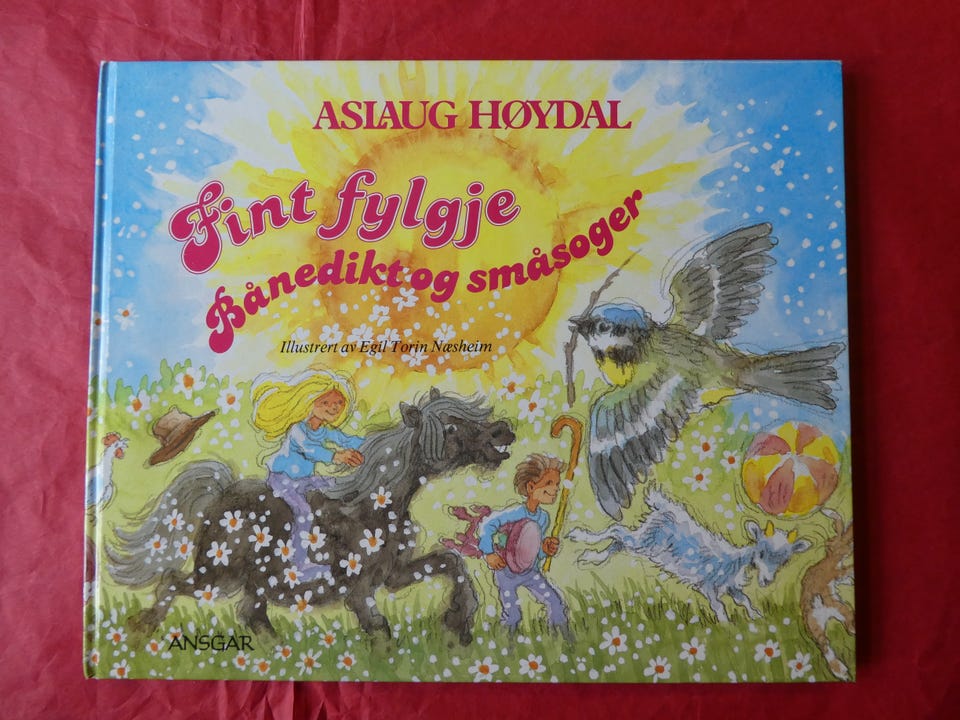 ASLAUG HØYDAL
Fint fylgje
Bånedikt og småsoger
Illustrert av Egil Torin Næsheim
ANSGAR